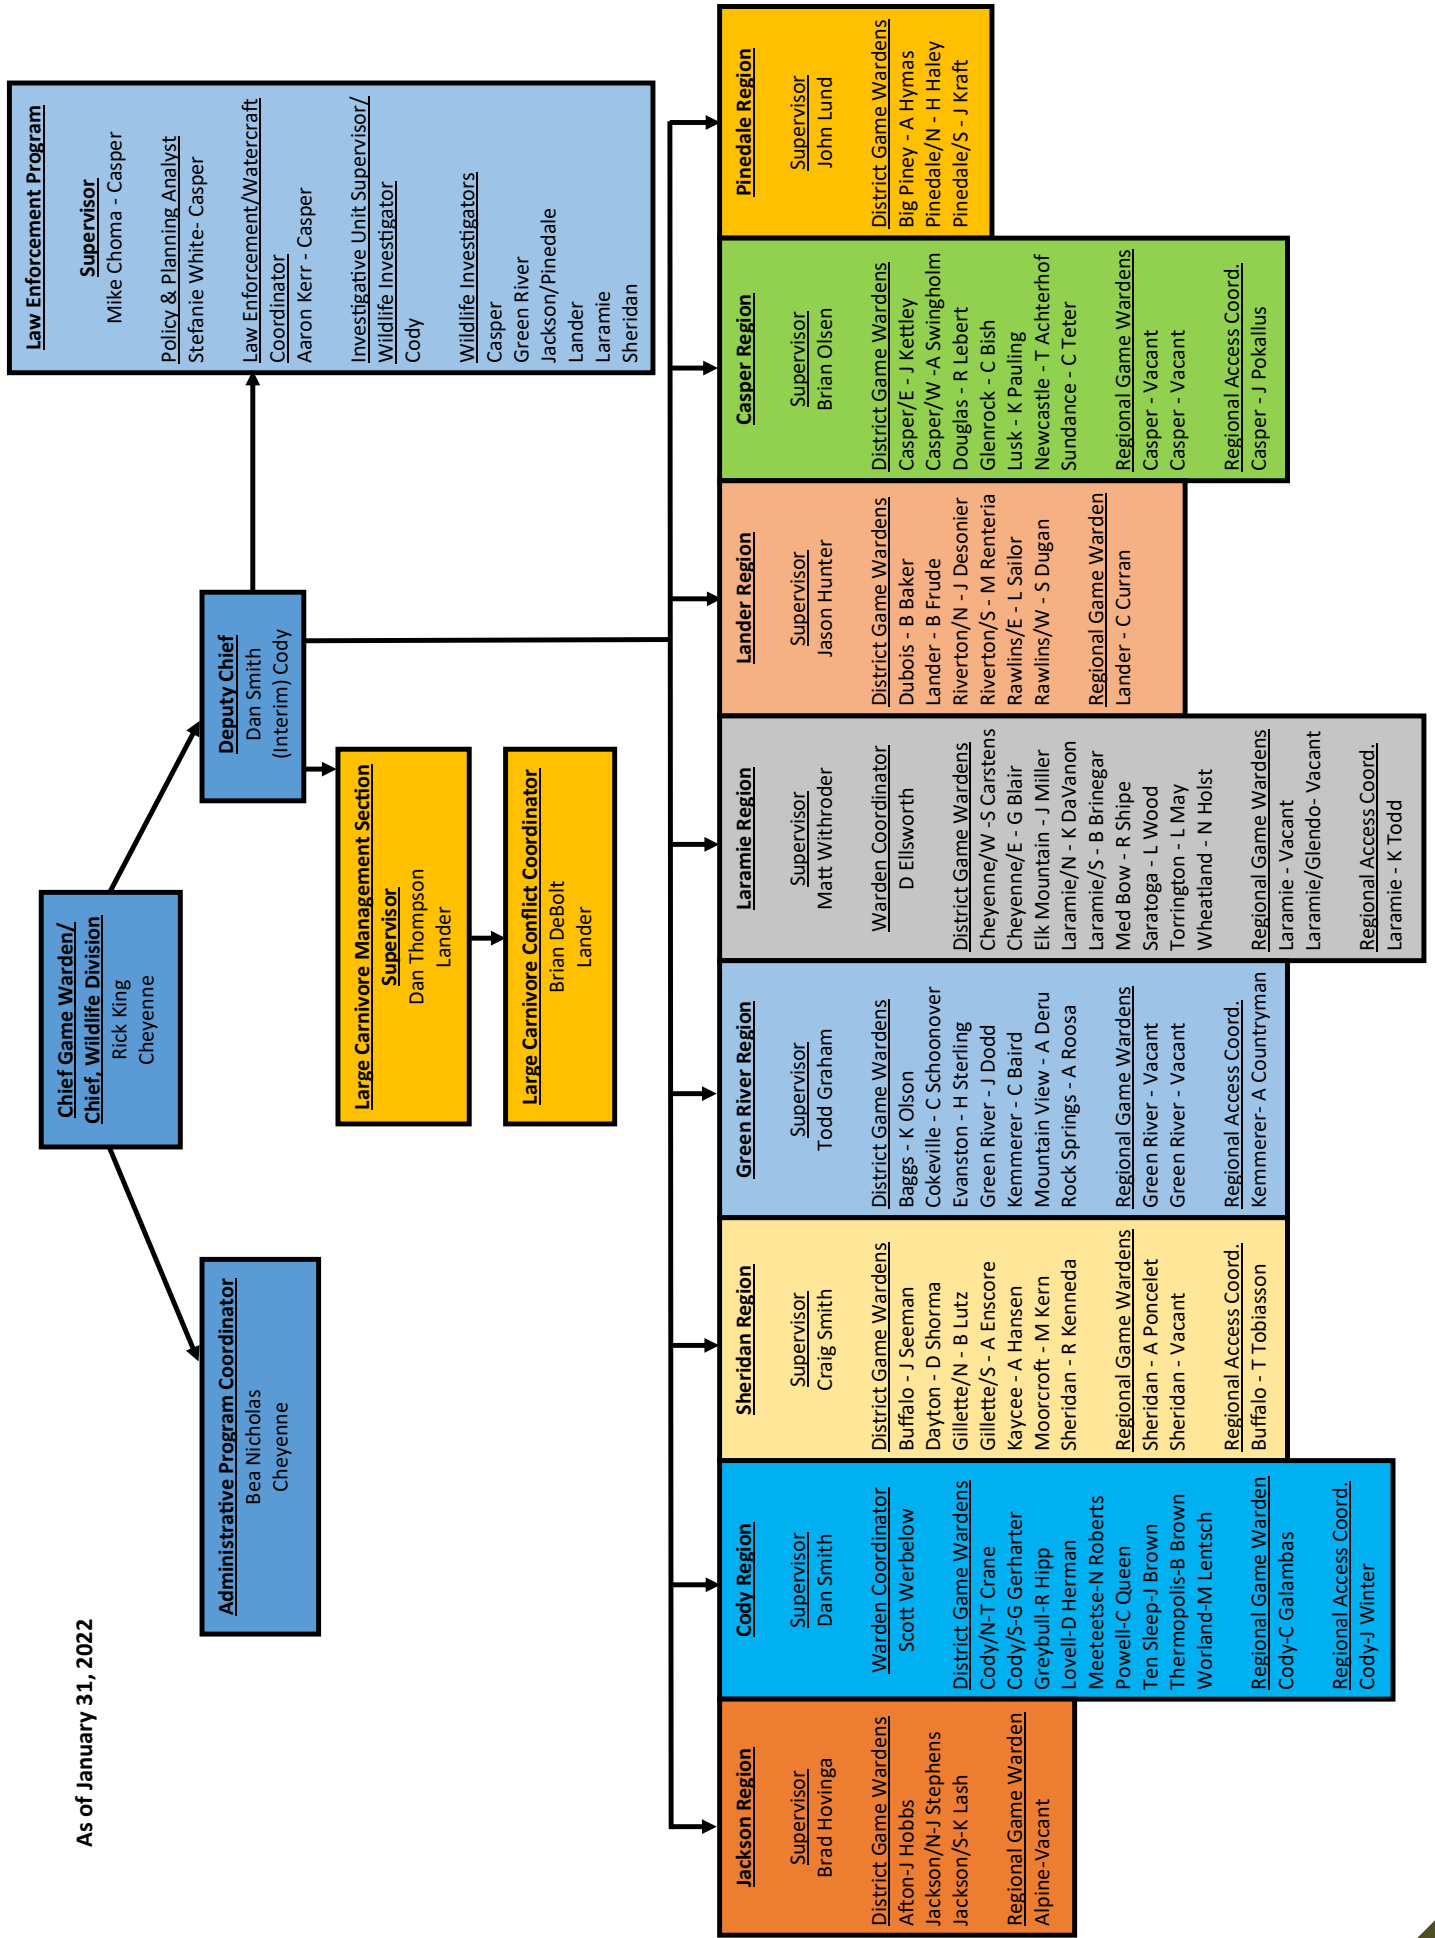 As of January 31, 2022
Chief Game Warden/
Chief, Wildlife Division
Rick King
Cheyenne
Administrative Program Coordinator
Bea Nicholas
Cheyenne
Deputy Chief
Dan Smith
(Interim) Cody
Law Enforcement Program
Supervisor
Mike Choma - Casper
Policy & Planning Analyst
Stefanie White- Casper
Law Enforcement/Watercraft
Coordinator
Aaron Kerr - Casper
Investigative Unit Supervisor/
Wildlife Investigator
Cody
Wildlife Investigators
Casper
Green River
Jackson/Pinedale
Lander
Laramie
Sheridan
Large Carnivore Management Section
Supervisor
Dan Thompson
Lander
Large Carnivore Conflict Coordinator
Brian DeBolt
Lander
Jackson Region
Supervisor
Brad Hovinga
District Game Wardens
Afton-J Hobbs
Jackson/N-J Stephens
Jackson/S-K Lash
Regional Game Warden
Alpine-Vacant
Cody Region
Supervisor
Dan Smith
Warden Coordinator
Scott Werbelow
District Game Wardens
Cody/N-T Crane
Cody/S-G Gerharter
Greybull-R Hipp
Lovell-D Herman
Meeteetse-N Roberts
Powell-C Queen
Ten Sleep-J Brown
Thermopolis-B Brown
Worland-M Lentsch
Regional Game Warden
Cody-C Galambas
Regional Access Coord.
Cody-J Winter
Sheridan Region
Supervisor
Craig Smith
District Game Wardens
Buffalo - J Seeman
Dayton - D Shorma
Gillette/N - B Lutz
Gillette/S - A Enscore
Kaycee - A Hansen
Moorcroft - M Kern
Sheridan - R Kenneda
Regional Game Wardens
Sheridan - A Poncelet
Sheridan - Vacant
Regional Access Coord.
Buffalo - T Tobiasson
Green River Region
Supervisor
Todd Graham
District Game Wardens
Baggs - K Olson
Cokeville - C Schoonover
Evanston - H Sterling
Green River - J Dodd
Kemmerer - C Baird
Mountain View - A Deru
Rock Springs - A Roosa
Regional Game Wardens
Green River - Vacant
Green River - Vacant
Regional Access Coord.
Kemmerer- A Countryman
Laramie Region
Supervisor
Matt Withroder
Warden Coordinator
D Ellsworth
District Game Wardens
Cheyenne/W -S Carstens
Cheyenne/E - G Blair
Elk Mountain - J Miller
Laramie/N - K DaVanon
Laramie/S - B Brinegar
Med Bow - R Shipe
Saratoga - L Wood
Torrington - L May
Wheatland - N Holst
Regional Game Wardens
Laramie - Vacant
Laramie/Glendo- Vacant
Regional Access Coord.
Laramie - K Todd
Lander Region
Supervisor
Jason Hunter
District Game Wardens
Dubois - B Baker
Lander - B Frude
Riverton/N - J Desonier
Riverton/S - M Renteria
Rawlins/E - L Sailor
Rawlins/W - S Dugan
Regional Game Warden
Lander - C Curran
Casper Region
Supervisor
Brian Olsen
District Game Wardens
Casper/E - J Kettley
Casper/W -A Swingholm
Douglas - R Lebert
Glenrock - C Bish
Lusk - K Pauling
Newcastle - T Achterhof
Sundance - C Teter
Regional Game Wardens
Casper - Vacant
Casper - Vacant
Regional Access Coord.
Casper - J Pokallus
Pinedale Region
Supervisor
John Lund
District Game Wardens
Big Piney - A Hymas
Pinedale/N - H Haley
Pinedale/S - J Kraft